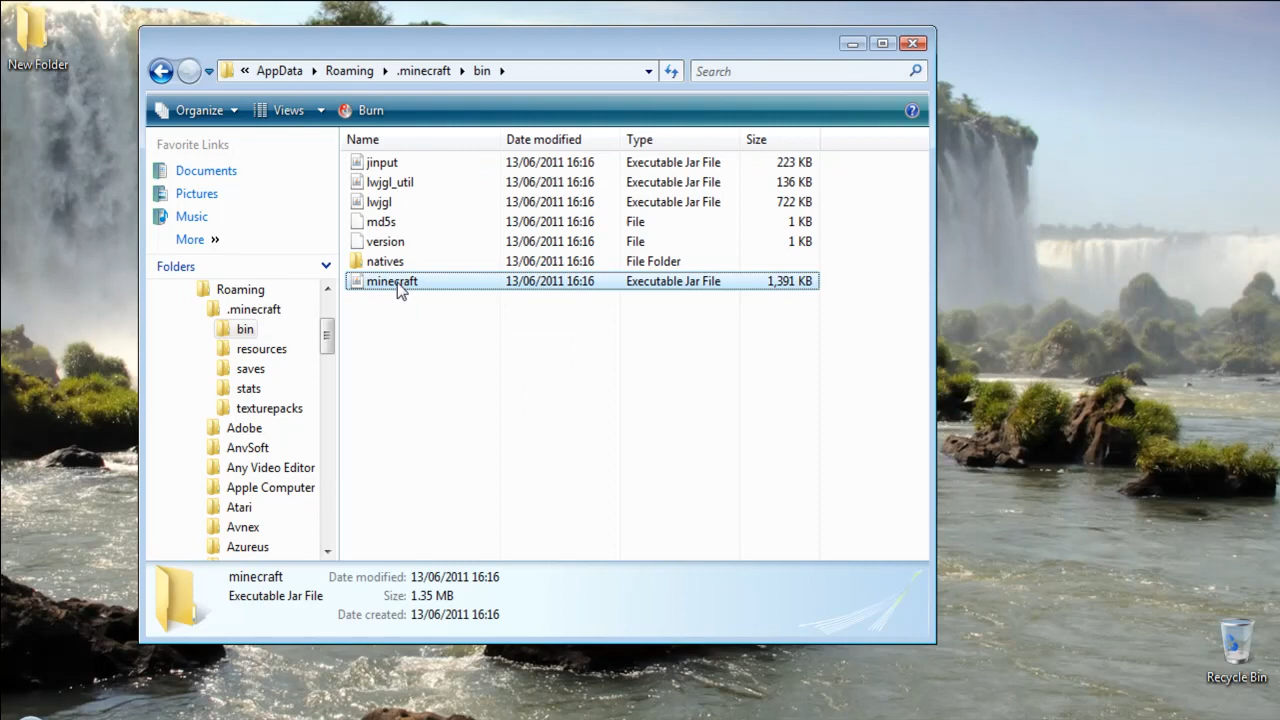 New Folder
« AppData Roaming .minecraft bin
Search
Organize Views Burn
Favorite Links
Documents
Pictures
Music
More »
Folders
Roaming
.minecraft
bin
resources
saves
stats
texturepacks
Adobe
AnvSoft
Any Video Editor
Apple Computer
Atari
Avnex
Azureus
Name Date modified Type Size
jinput 13/06/2011 16:16 Executable Jar File 223 KB
lwjgl_util 13/06/2011 16:16 Executable Jar File 136 KB
lwjgl 13/06/2011 16:16 Executable Jar File 722 KB
md5s 13/06/2011 16:16 File 1 KB
version 13/06/2011 16:16 File 1 KB
natives 13/06/2011 16:16 File Folder
minecraft 13/06/2011 16:16 Executable Jar File 1,391 KB
minecraft Date modified: 13/06/2011 16:16
Executable Jar File Size: 1.35 MB
Date created: 13/06/2011 16:16
Recycle Bin